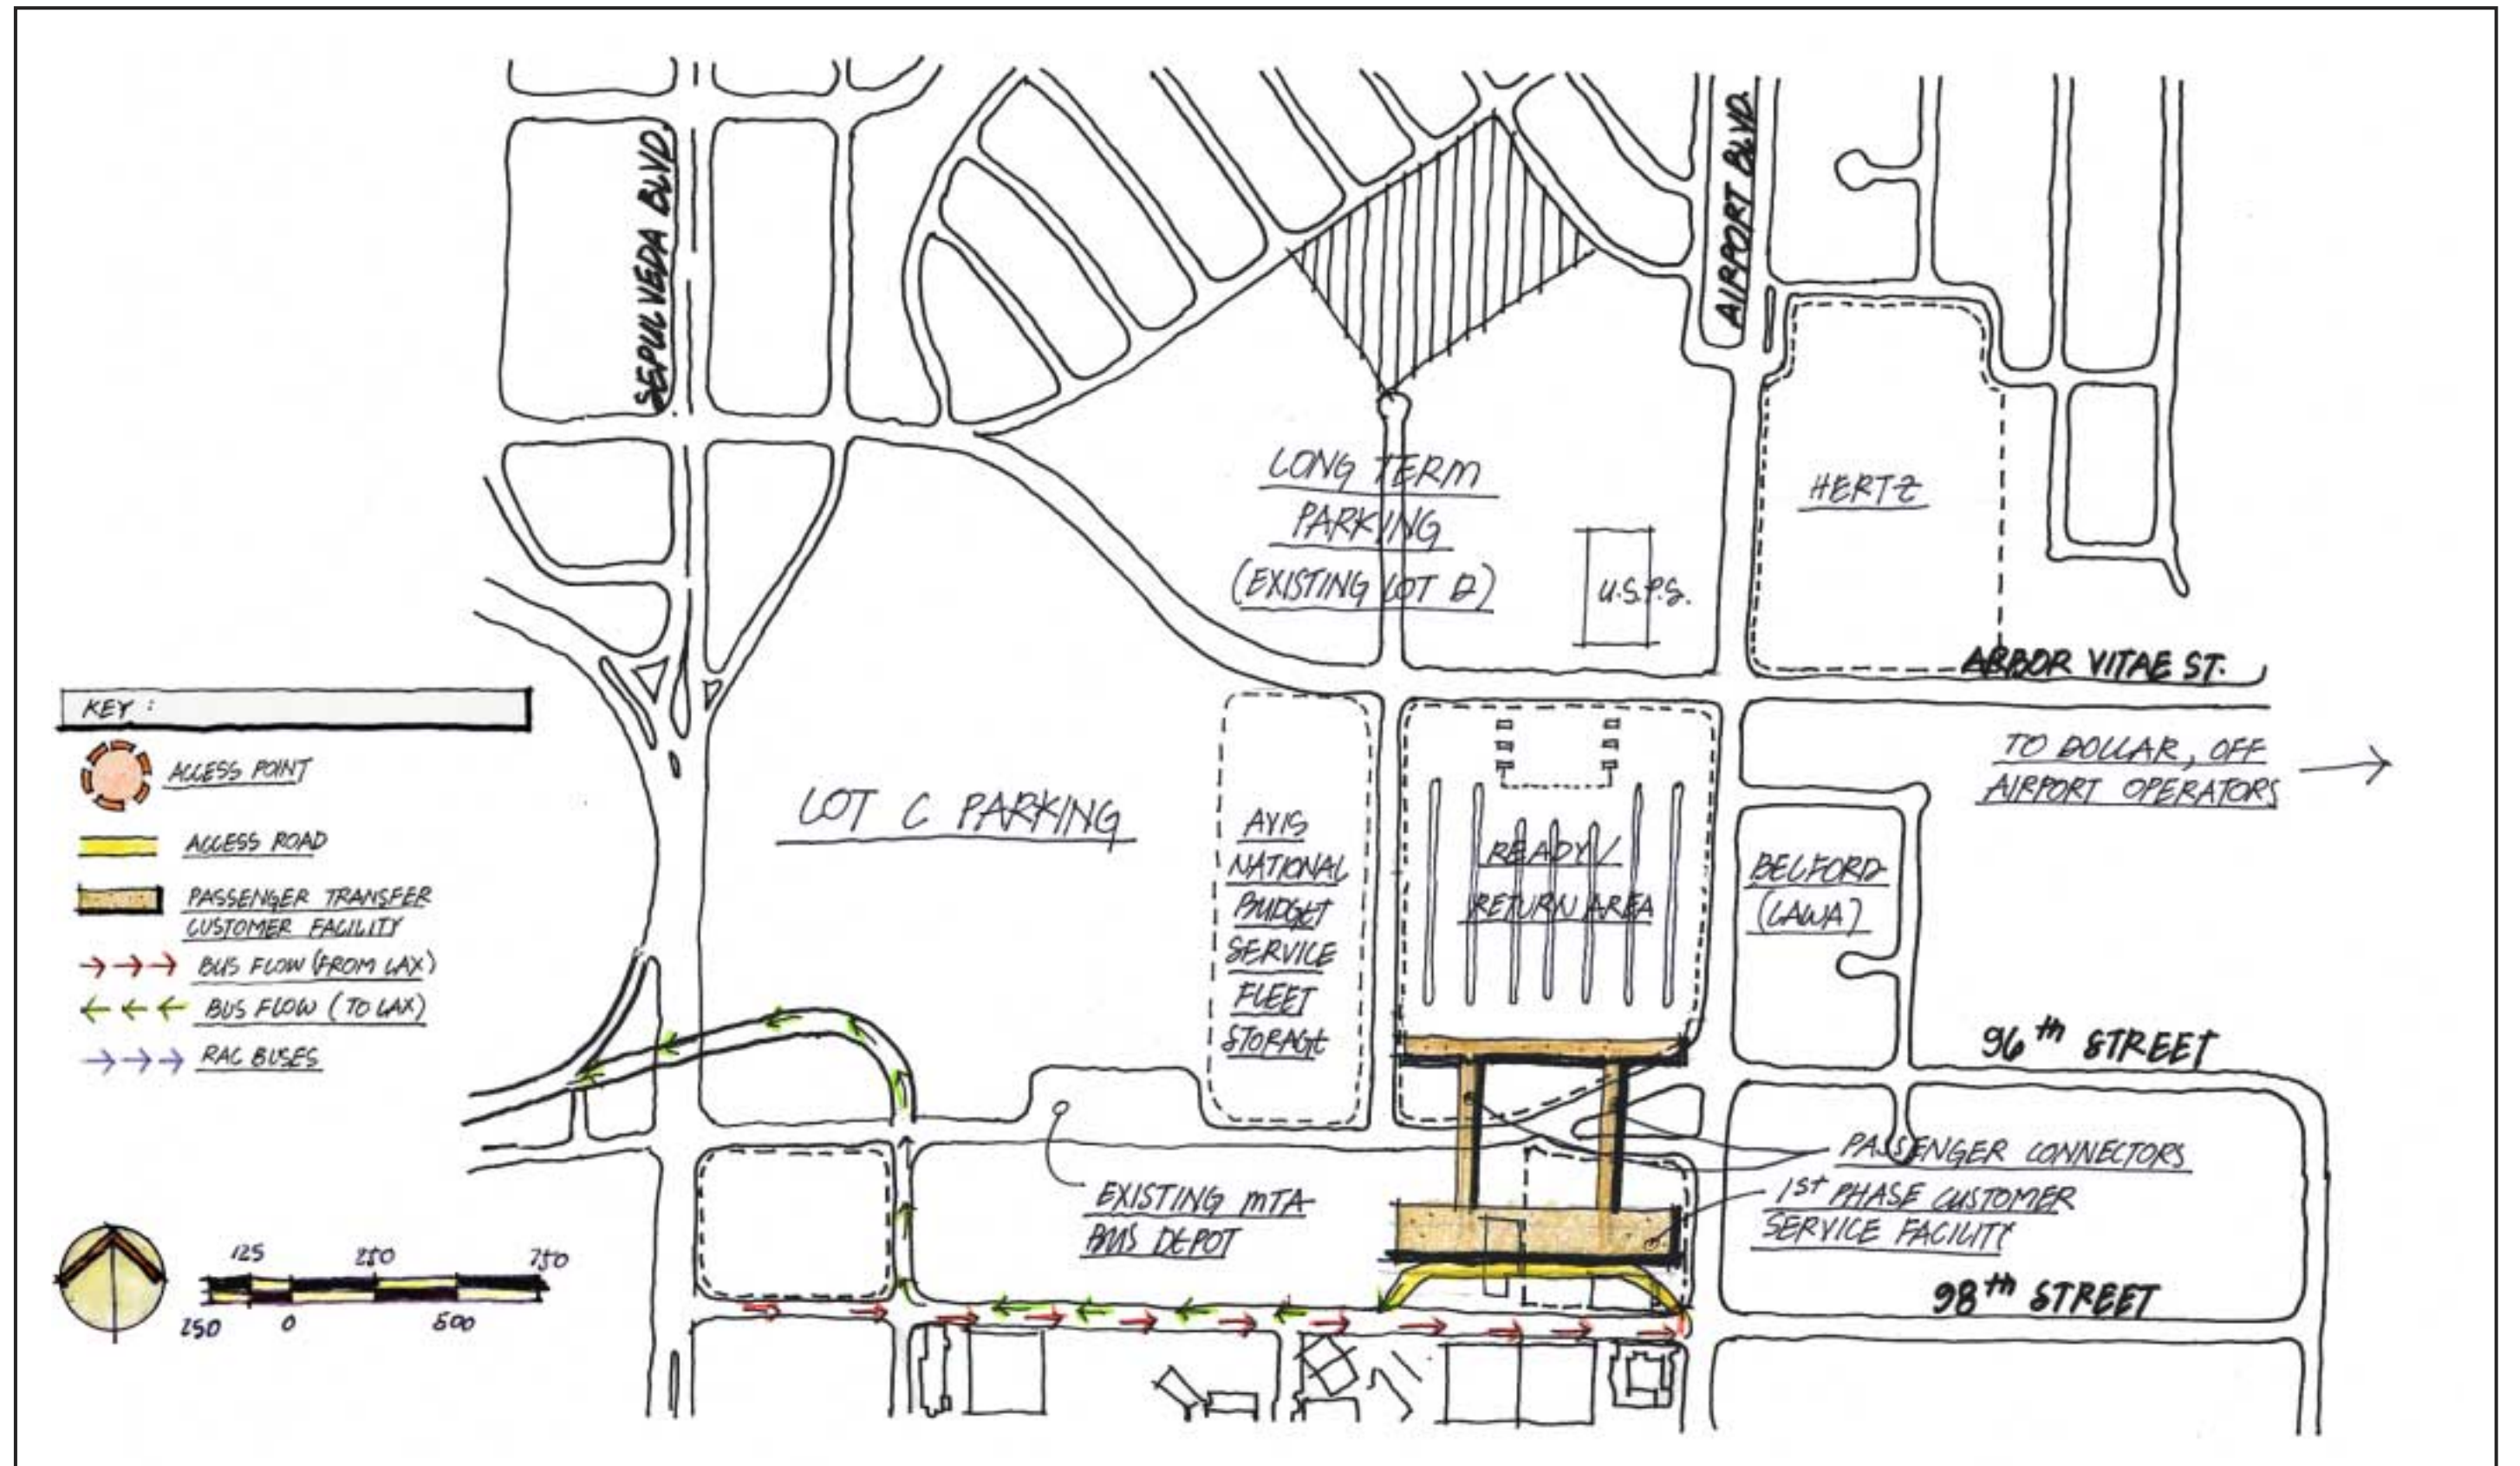 SEPULVEDA BLVD.
AIRPORT BLVD.
LONG TERM
PARKING
(EXISTING LOT D)
U.S.P.S.
HERTZ
ARBOR VITAE ST.
TO DOLLAR, OFF
AIRPORT OPERATORS
KEY :
ACCESS POINT
ACCESS ROAD
PASSENGER TRANSFER
CUSTOMER FACILITY
BUS FLOW (FROM LAX)
BUS FLOW (TO LAX)
RAC BUSES
LOT C PARKING
AVIS
NATIONAL
BUDGET
SERVICE
FLEET
STORAGE
READY/
RETURN AREA
BELFORD
(LAWA)
96th STREET
PASSENGER CONNECTORS
1st PHASE CUSTOMER
SERVICE FACILITY
EXISTING MTA
BUS DEPOT
98th STREET
125 250 750
250 0 500